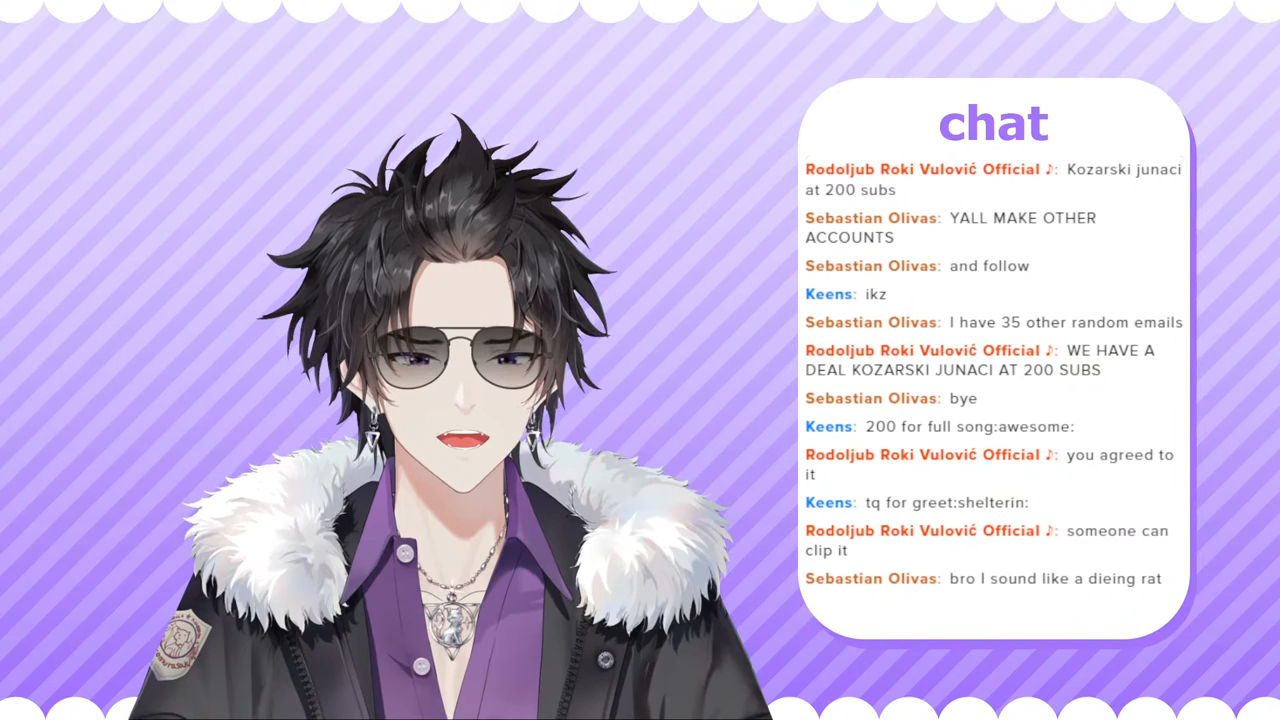 chat
Rodoljub Roki Vulović Official ♪: Kozarski junaci
at 200 subs
Sebastian Olivas: YALL MAKE OTHER
ACCOUNTS
Sebastian Olivas: and follow
Keens: ikz
Sebastian Olivas: I have 35 other random emails
Rodoljub Roki Vulović Official ♪: WE HAVE A
DEAL KOZARSKI JUNACI AT 200 SUBS
Sebastian Olivas: bye
Keens: 200 for full song:awesome:
Rodoljub Roki Vulović Official ♪: you agreed to
it
Keens: tq for greet:shelterin:
Rodoljub Roki Vulović Official ♪: someone can
clip it
Sebastian Olivas: bro I sound like a dieing rat